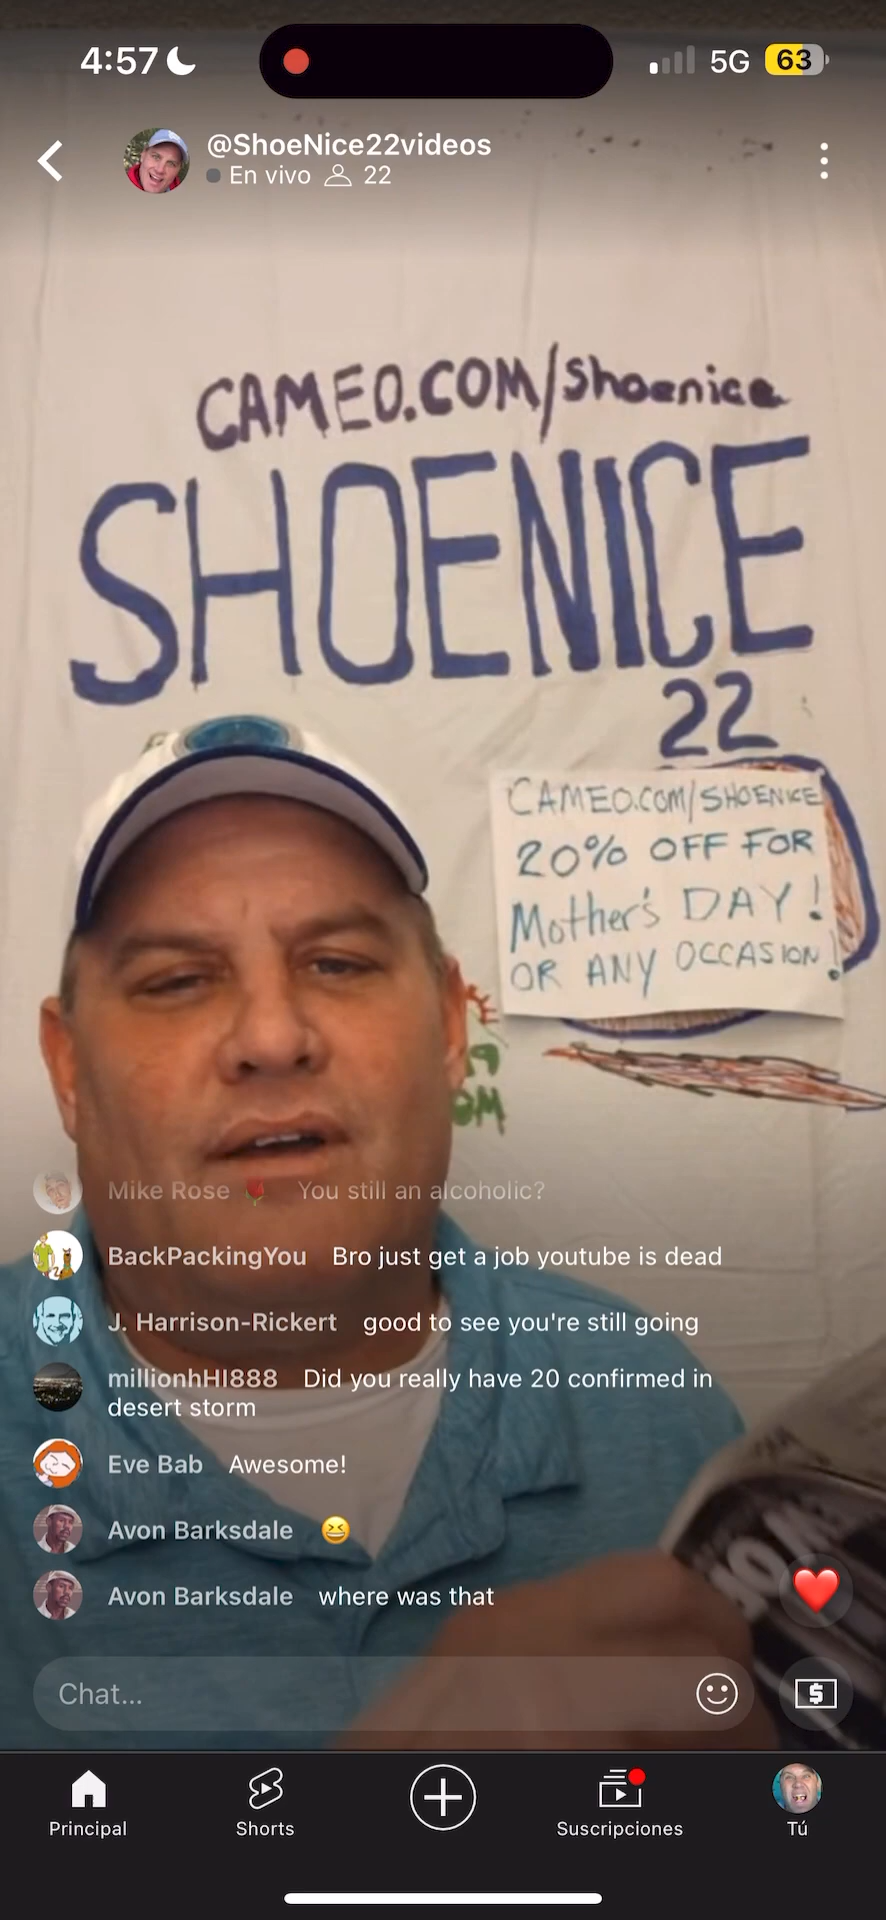 4:57
5G
63
@ShoeNice22videos
En vivo 22
CAMEO.COM/Shoenice
SHOENICE
22
CAMEO.COM/SHOENICE
20% OFF FOR
Mother's DAY!
OR ANY OCCASION!
Mike Rose 🌹 You still an alcoholic?
BackPackingYou Bro just get a job youtube is dead
J. Harrison-Rickert good to see you're still going
millionhHI888 Did you really have 20 confirmed in
desert storm
Eve Bab Awesome!
Avon Barksdale 😆
Avon Barksdale where was that
Chat...
Principal
Shorts
Suscripciones
Tú